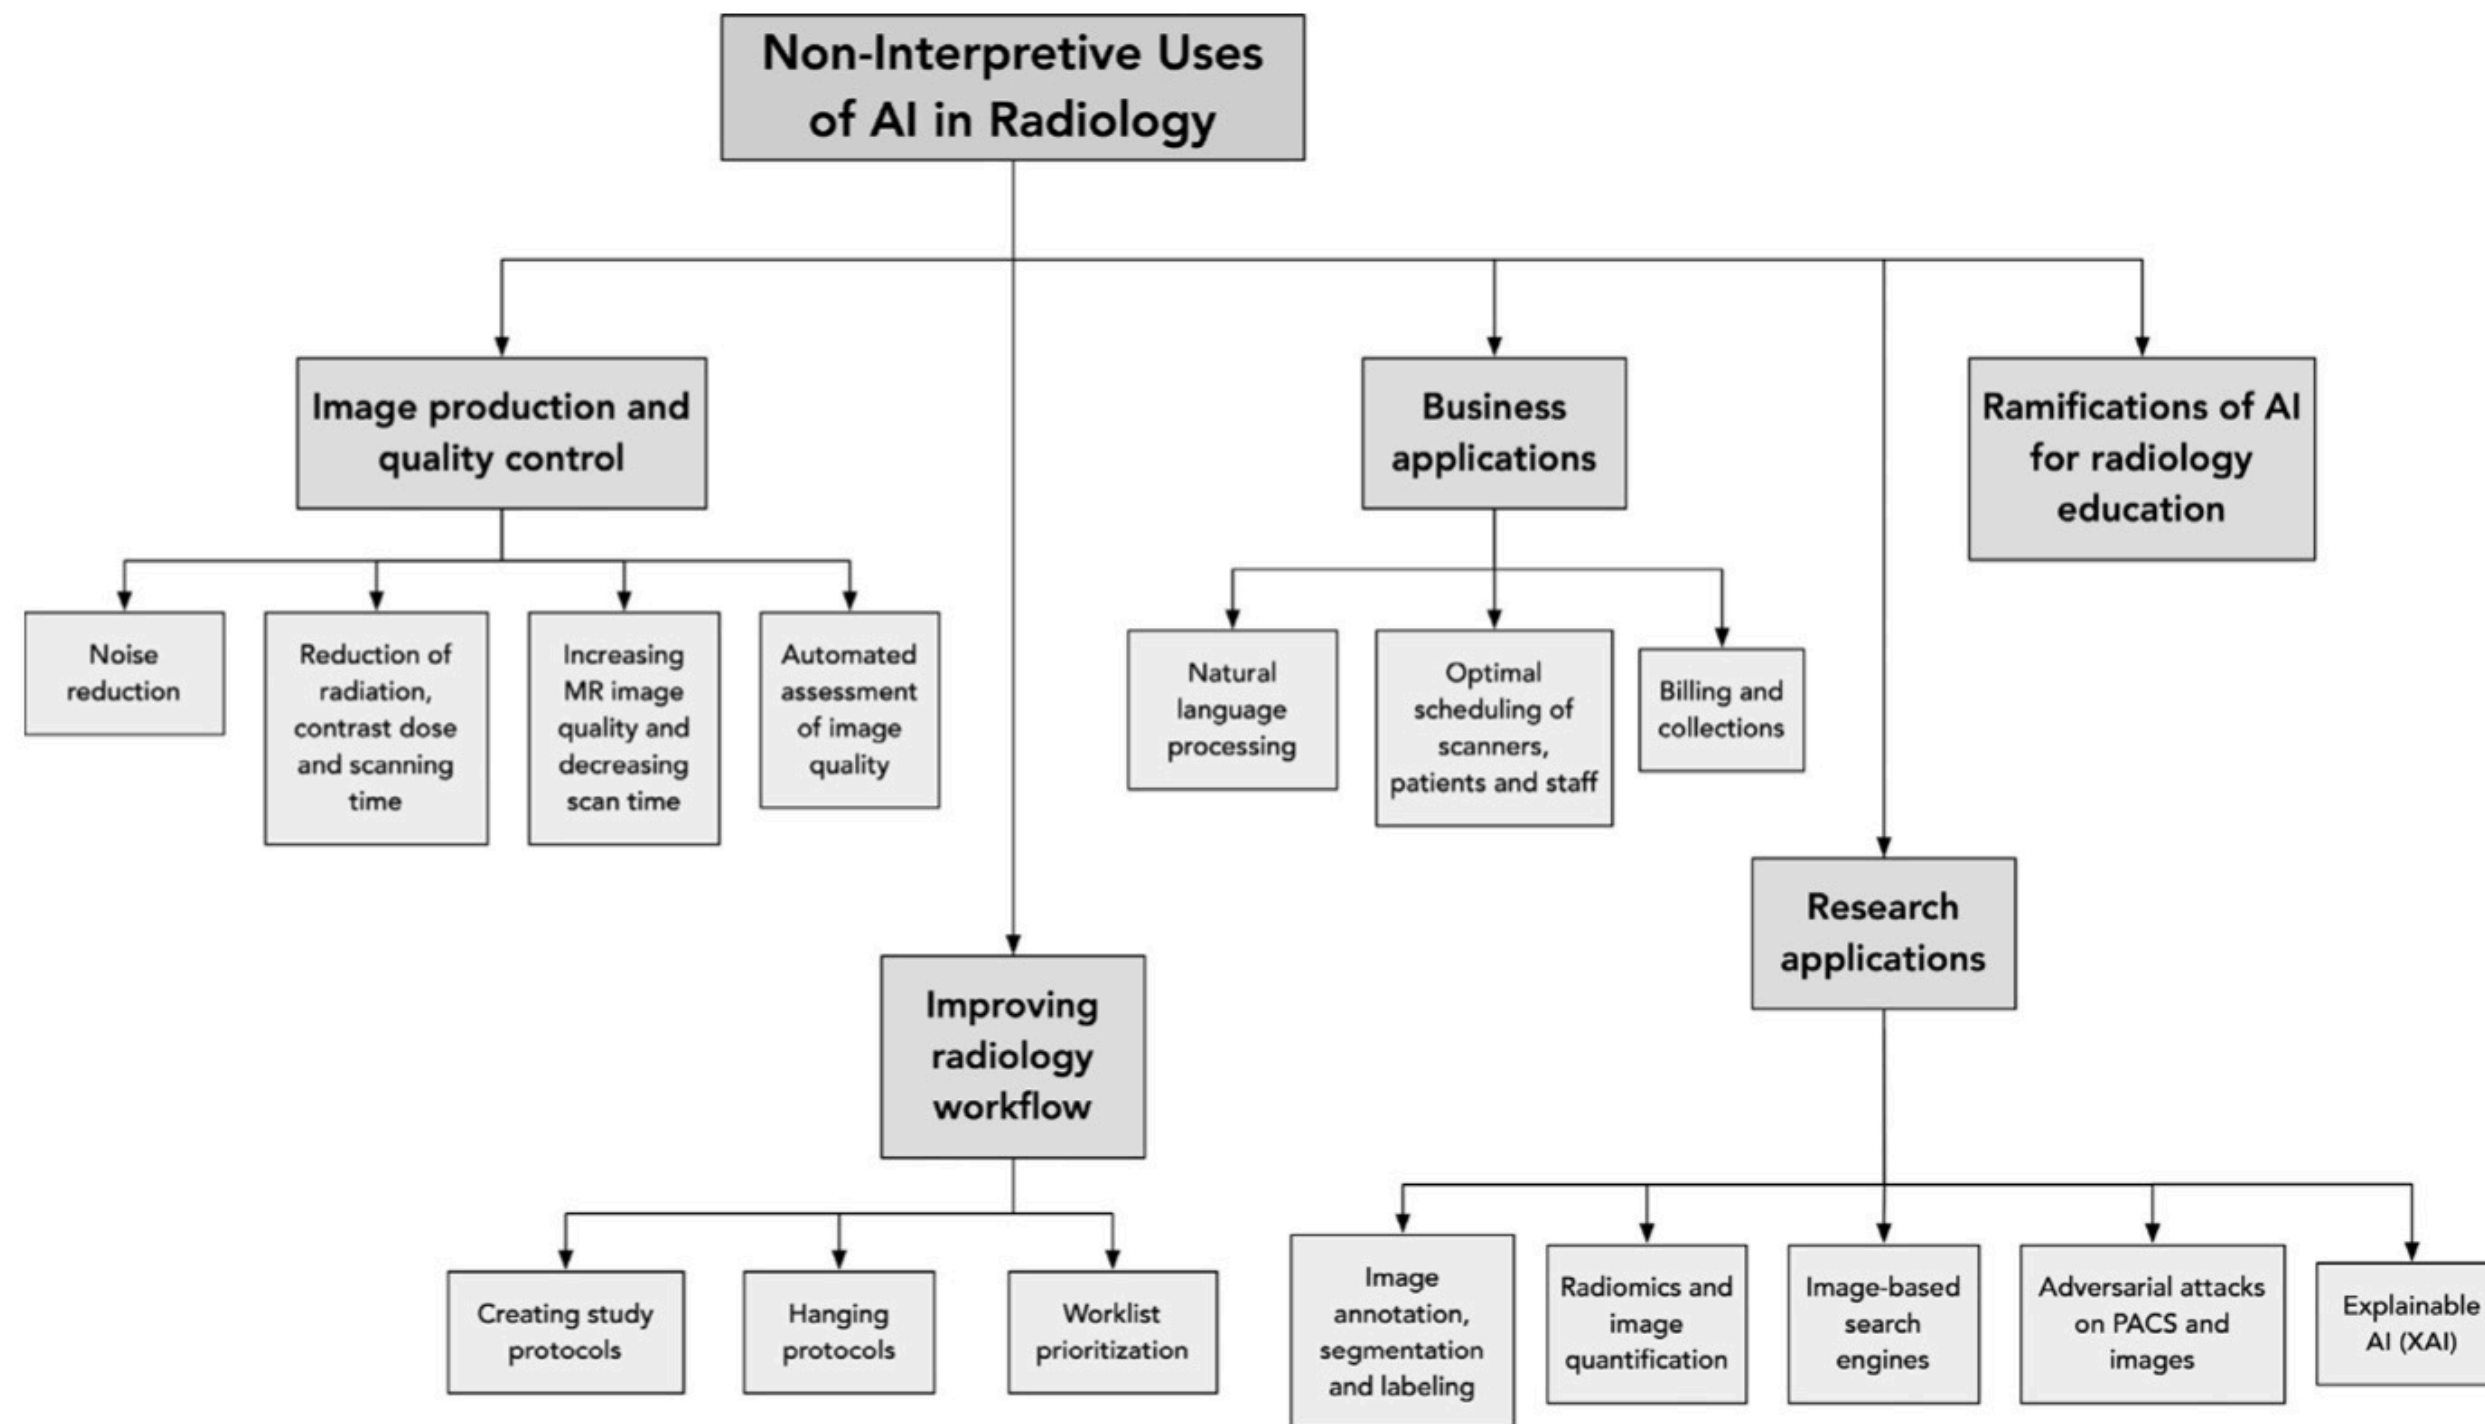 Non-Interpretive Uses
of AI in Radiology
Image production and
quality control
Business
applications
Ramifications of AI
for radiology
education
Noise
reduction
Reduction of
radiation,
contrast dose
and scanning
time
Increasing
MR image
quality and
decreasing
scan time
Automated
assessment
of image
quality
Natural
language
processing
Optimal
scheduling of
scanners,
patients and staff
Billing and
collections
Research
applications
Improving
radiology
workflow
Creating study
protocols
Hanging
protocols
Worklist
prioritization
Image
annotation,
segmentation
and labeling
Radiomics and
image
quantification
Image-based
search
engines
Adversarial attacks
on PACS and
images
Explainable
AI (XAI)